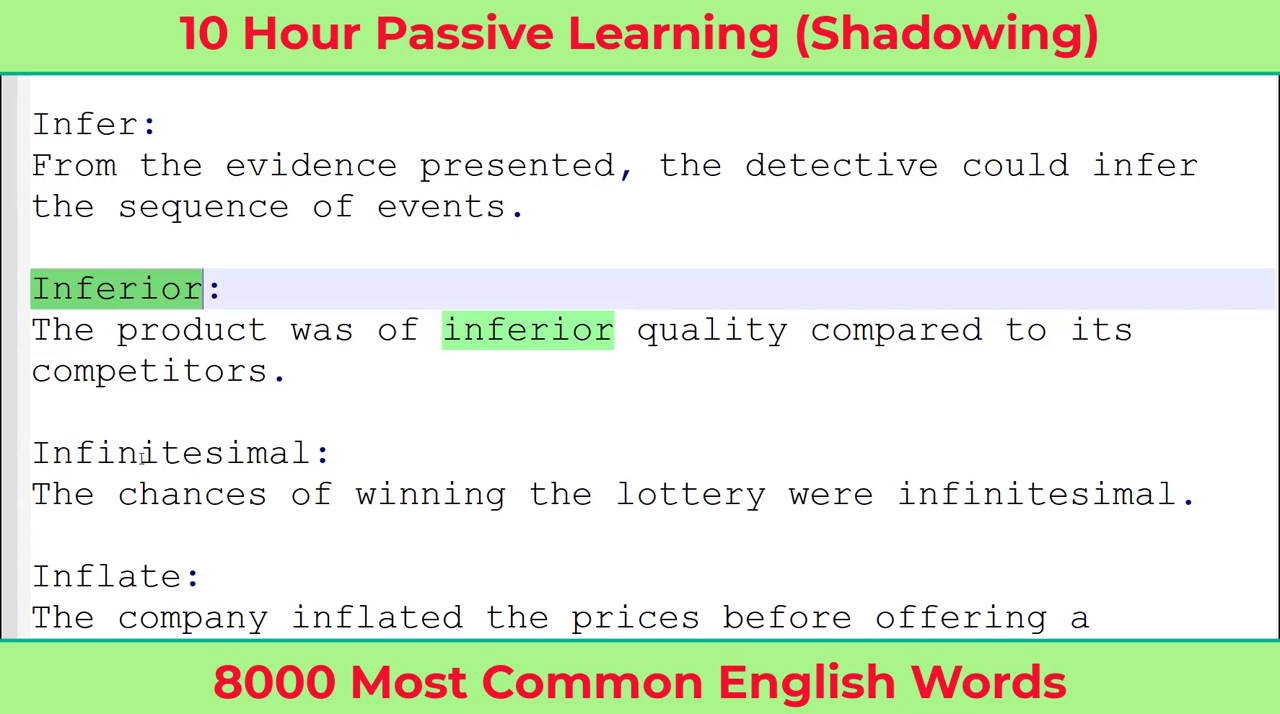 10 Hour Passive Learning (Shadowing)
Infer:
From the evidence presented, the detective could infer
the sequence of events.
Inferior:
The product was of inferior quality compared to its
competitors.
Infinitesimal:
The chances of winning the lottery were infinitesimal.
Inflate:
The company inflated the prices before offering a
8000 Most Common English Words